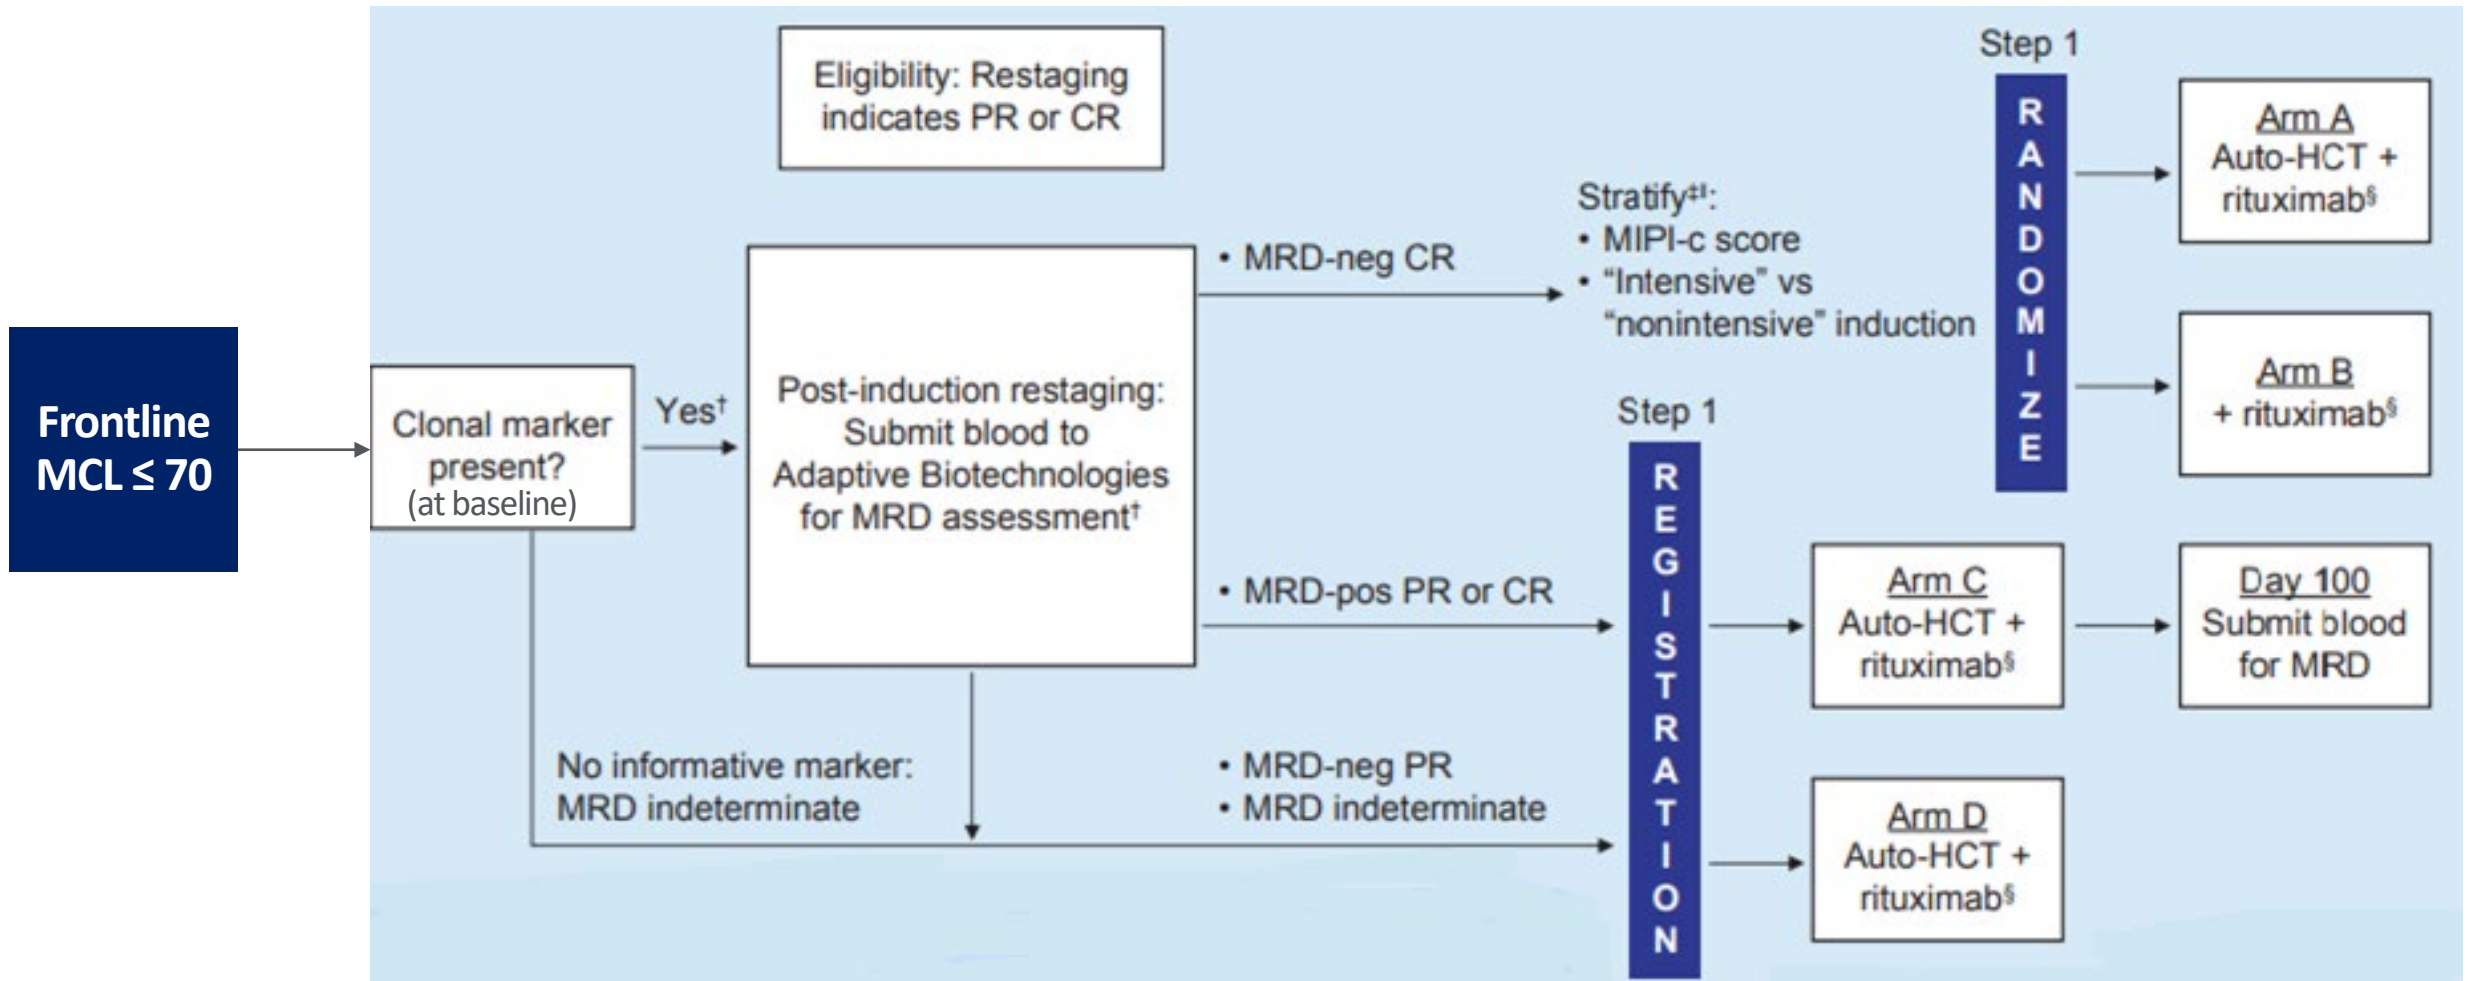 Frontline
MCL ≤ 70
Clonal marker
present?
(at baseline)
Yes†
Eligibility: Restaging
indicates PR or CR
Post-induction restaging:
Submit blood to
Adaptive Biotechnologies
for MRD assessment†
No informative marker:
MRD indeterminate
• MRD-neg CR
• MRD-pos PR or CR
• MRD-neg PR
• MRD indeterminate
Stratify‡‖:
• MIPI-c score
• “Intensive” vs
“nonintensive” induction
Step 1
RANDOMIZE
Step 1
REGISTRATION
Arm A
Auto-HCT +
rituximab§
Arm B
+ rituximab§
Arm C
Auto-HCT +
rituximab§
Day 100
Submit blood
for MRD
Arm D
Auto-HCT +
rituximab§